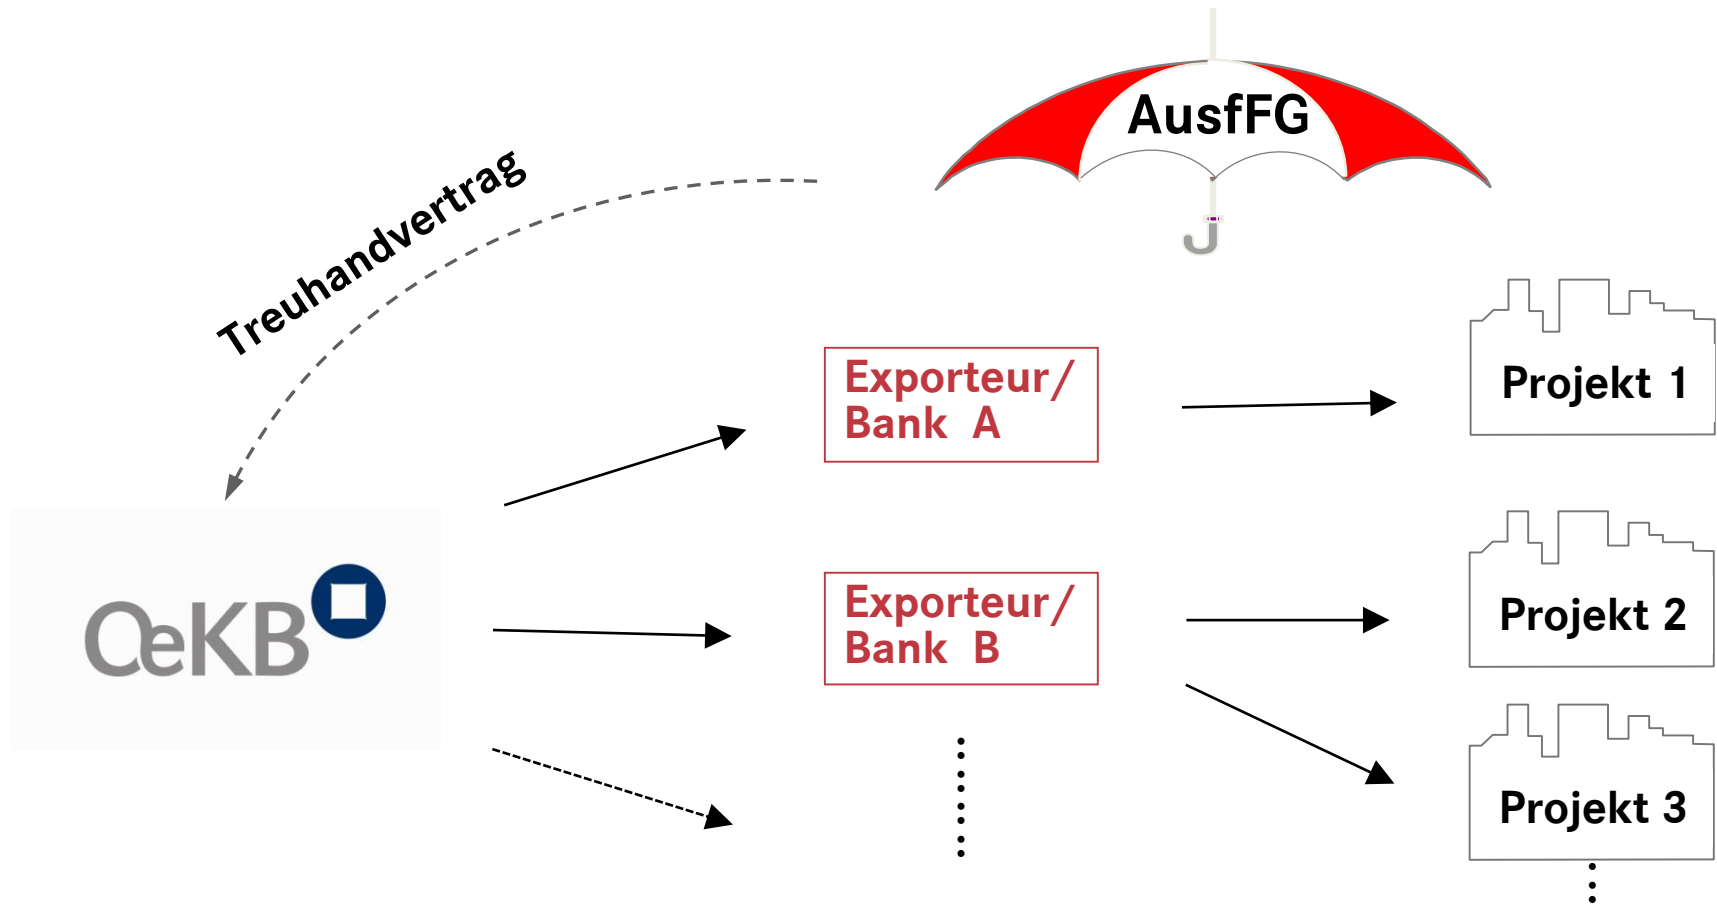 AusfFG
Treuhandvertrag
Exporteur/
Bank A
Projekt 1
OeKB
Exporteur/
Bank B
Projekt 2
Projekt 3